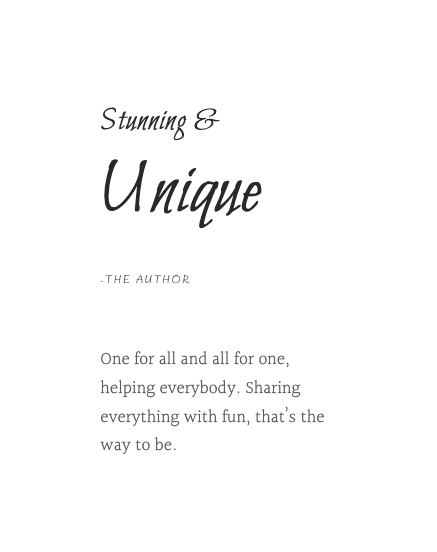 Stunning &
Unique
-THE AUTHOR
One for all and all for one,
helping everybody. Sharing
everything with fun, that's the
way to be.